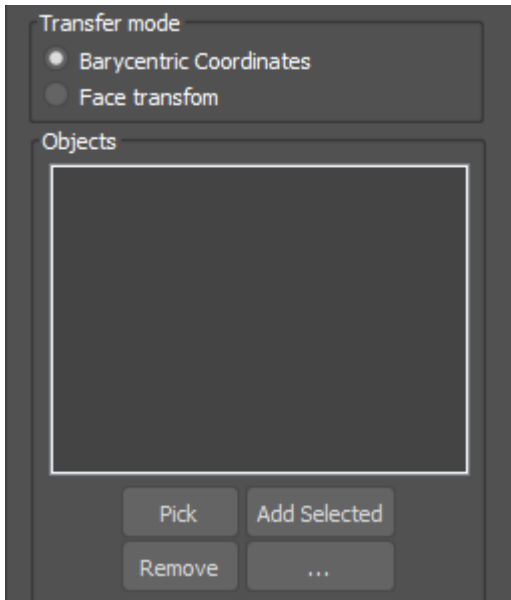 Transfer mode
Barycentric Coordinates
Face transfom
Objects
Pick
Add Selected
Remove
...